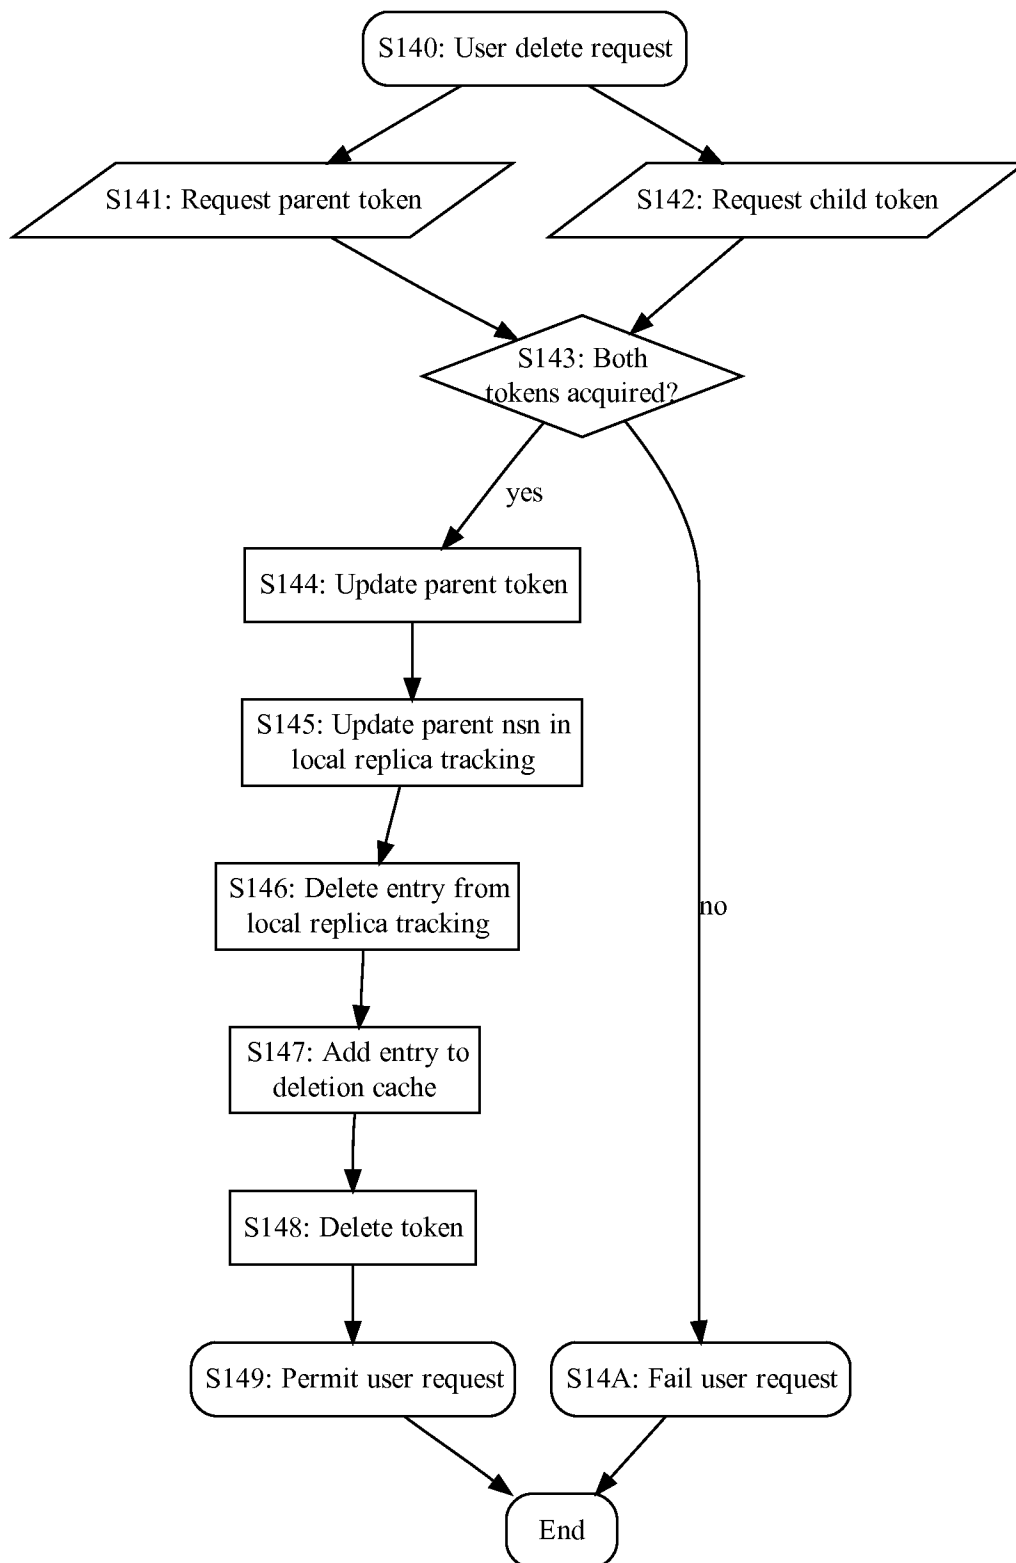 S140: User delete request
S141: Request parent token
S142: Request child token
S143: Both
tokens acquired?
yes
S144: Update parent token
S145: Update parent nsn in
local replica tracking
S146: Delete entry from
local replica tracking
no
S147: Add entry to
deletion cache
S148: Delete token
S149: Permit user request
S14A: Fail user request
End